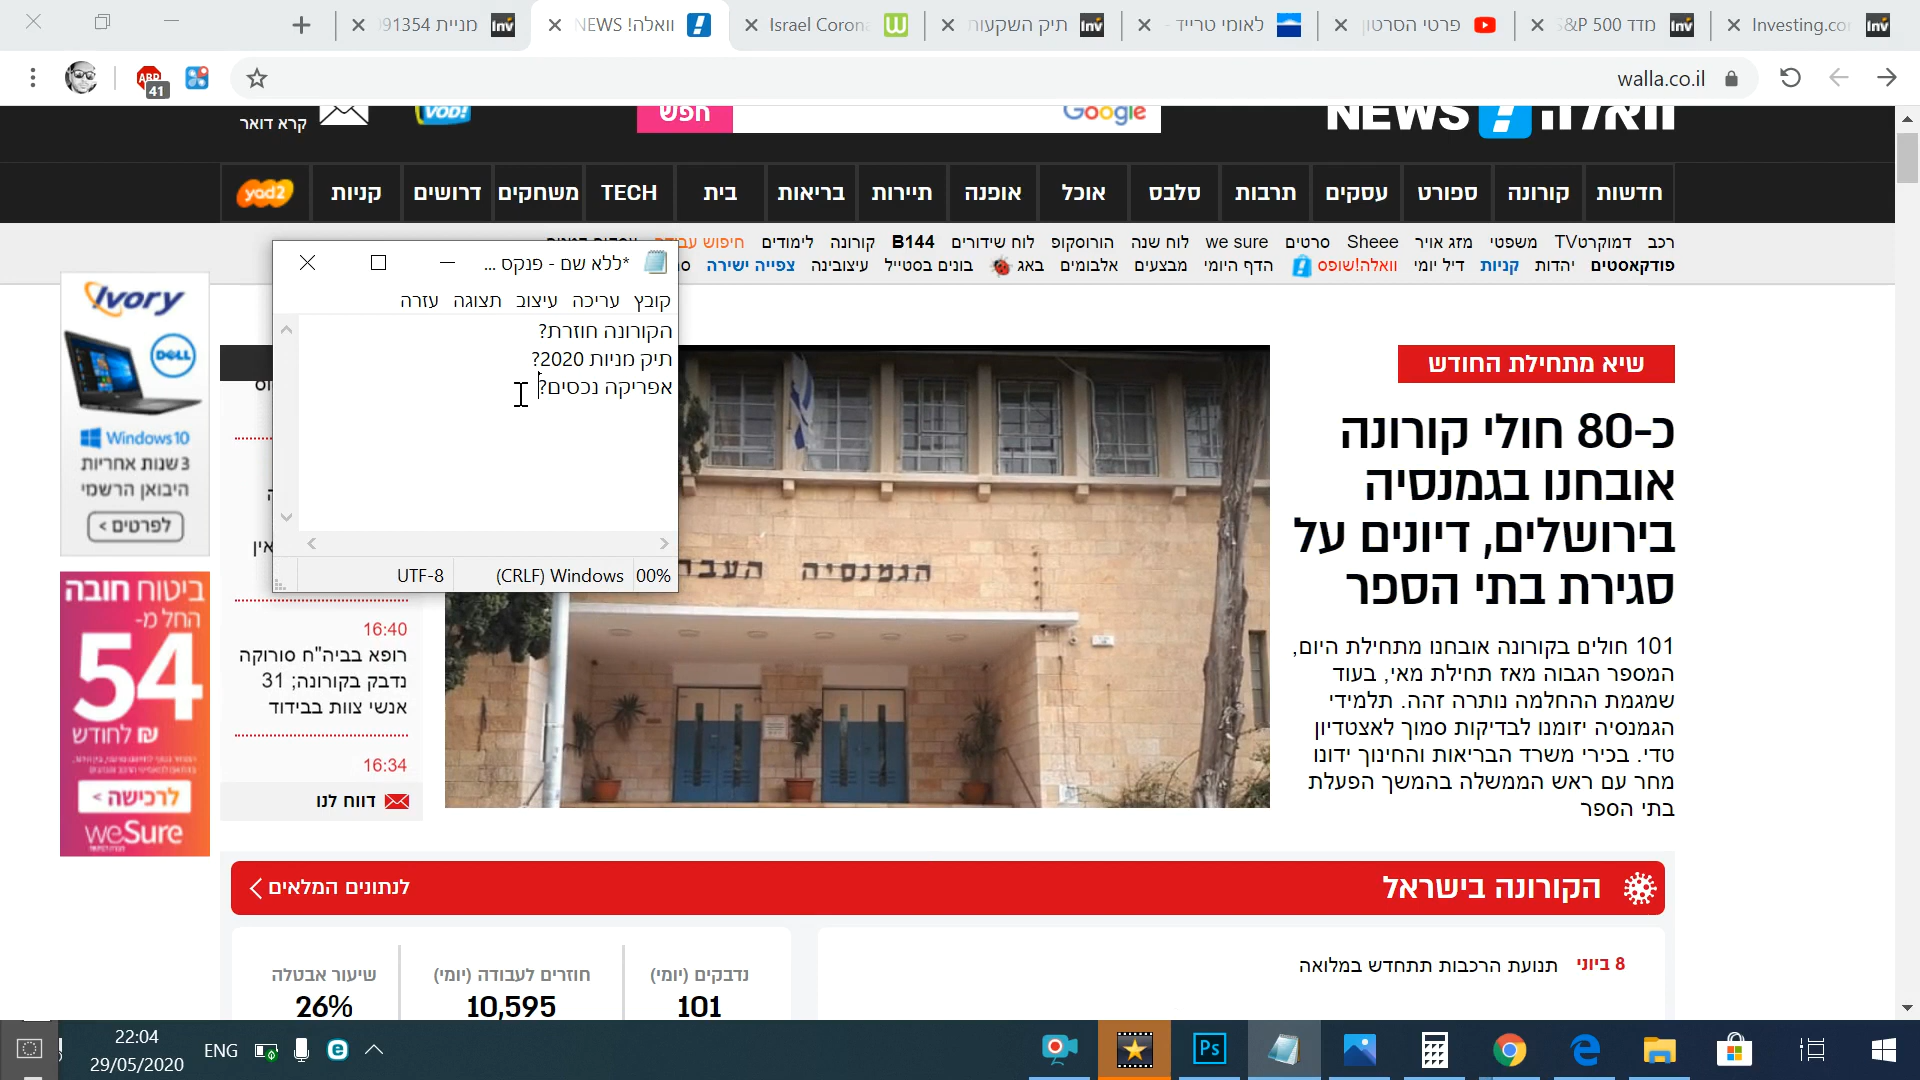 Investing.co
מדד S&P 500
פרטי הסרטון
לאומי טרייד -
תיק השקעות
Israel Corona
וואלה! NEWS
מניית 091354
walla.co.il
41
וואלה! NEWS
Google
חפש
VOD!
קרא דואר
חדשות
קורונה
ספורט
עסקים
תרבות
סלבס
אוכל
אופנה
תיירות
בריאות
בית
TECH
משחקים
דרושים
קניות
yad2
רכב דמוקרטTV משפטי מזג אויר Sheee סרטים we sure לוח שנה הורוסקופ לוח שידורים B144 קורונה לימודים
פודקאסטים יהדות קניות דיל יומי וואלה!שופס הדף היומי מבצעים אלבומים באג בונים בסטייל עיצובינה צפייה ישירה
*ללא שם - פנקס ...
קובץ עריכה עיצוב תצוגה עזרה
הקורונה חוזרת?
תיק מניות 2020?
אפריקה נכסים?
UTF-8
(CRLF) Windows
שיא מתחילת החודש
כ-80 חולי קורונה
אובחנו בגמנסיה
בירושלים, דיונים על
סגירת בתי הספר
101 חולים בקורונה אובחנו מתחילת היום,
המספר הגבוה מאז תחילת מאי, בעוד
שמגמת ההחלמה נותרה זהה. תלמידי
הגמנסיה יזומנו לבדיקות סמוך לאצטדיון
טדי. בכירי משרד הבריאות והחינוך ידונו
מחר עם ראש הממשלה בהמשך הפעלת
בתי הספר
הגמנסיה העבר
16:40
רופא בביה"ח סורוקה
נדבק בקורונה; 31
אנשי צוות בבידוד
16:34
דווח לנו
Ivory
DELL
Windows 10
3 שנות אחריות
היבואן הרשמי
לפרטים >
ביטוח חובה
החל מ-
54
₪ לחודש
לרכישה >
weSure
הקורונה בישראל
לנתונים המלאים
8 ביוני תנועת הרכבות תתחדש במלואה
נדבקים (יומי)
101
חוזרים לעבודה (יומי)
10,595
שיעור אבטלה
26%
Ps
ENG
22:04
29/05/2020